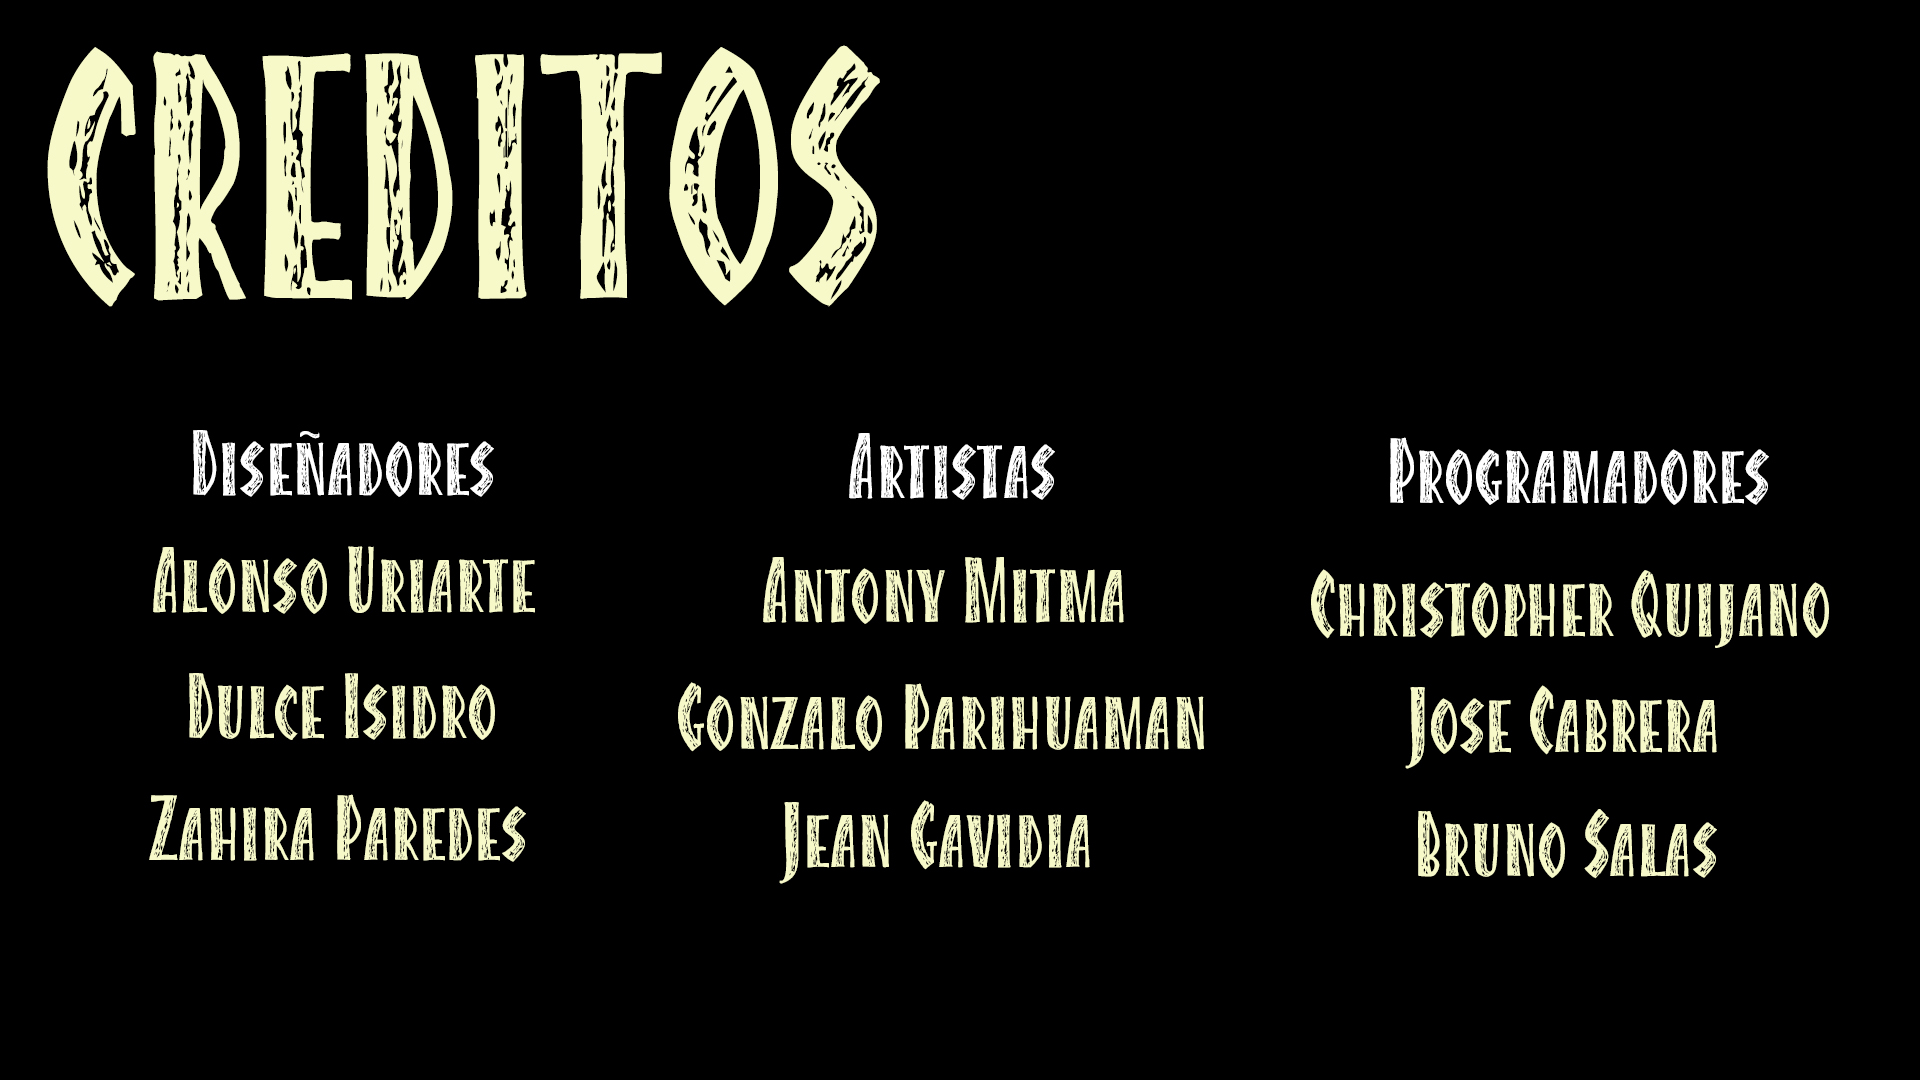 CREDITOS
Diseñadores
Alonso Uriarte
Dulce Isidro
Zahira Paredes
Artistas
Antony Mitma
Gonzalo Parihuaman
Jean Gavidia
Programadores
Christopher Quijano
Jose Cabrera
Bruno Salas